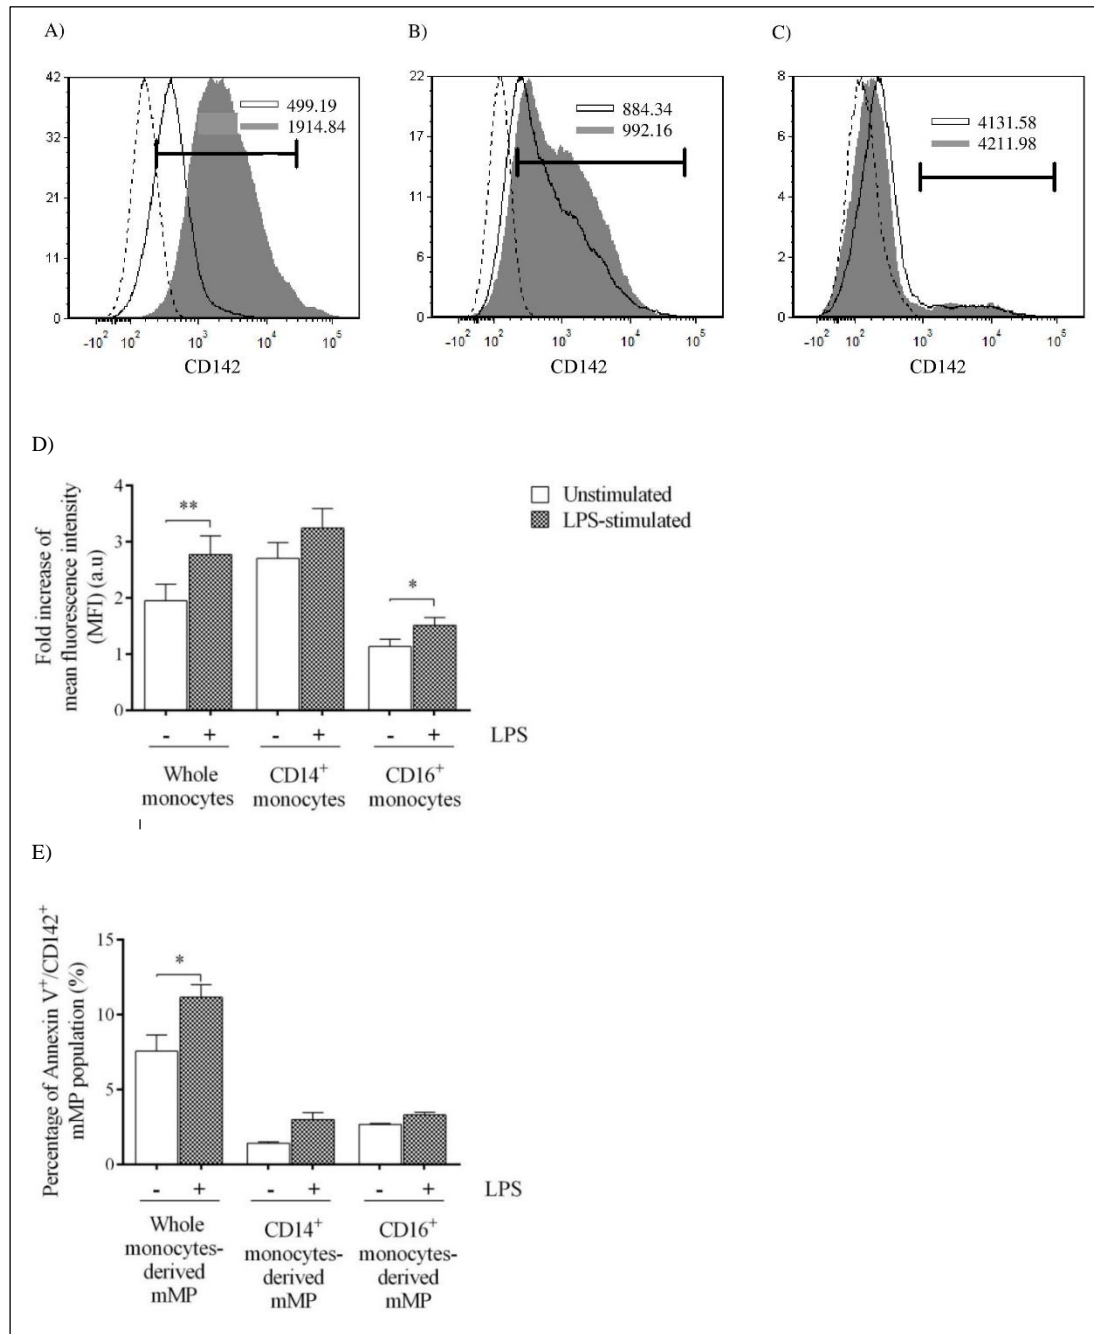 A)
B)
C)
42
32
21
11
0
499.19
1914.84
-10² 10² 10³ 10⁴ 10⁵
CD142
22
17
11
6
0
884.34
992.16
-10² 10² 10³ 10⁴ 10⁵
CD142
8
6
4
2
0
4131.58
4211.98
-10² 10² 10³ 10⁴ 10⁵
CD142
D)
Fold increase of
mean fluorescence intensity
(MFI) (a.u)
4
3
2
1
0
**
*
Unstimulated
LPS-stimulated
- + - + - + LPS
Whole
monocytes
CD14⁺
monocytes
CD16⁺
monocytes
E)
Percentage of Annexin V⁺/CD142⁺
mMP population (%)
15
10
5
0
*
- + - + - + LPS
Whole
monocytes-
derived
mMP
CD14⁺
monocytes-
derived
mMP
CD16⁺
monocytes-
derived
mMP